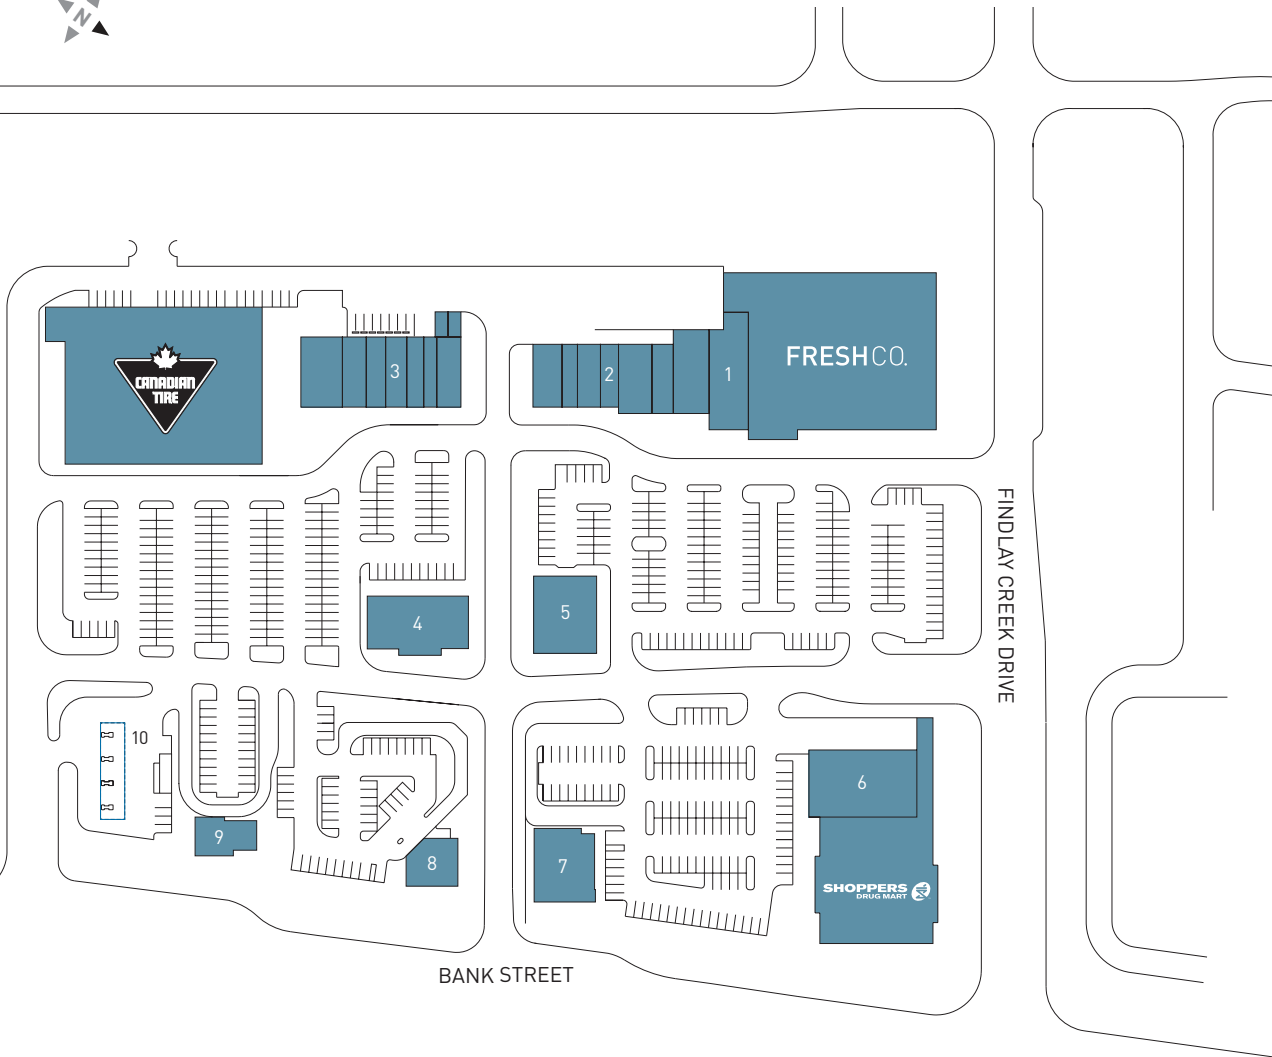 N
FRESHCO.
CANADIAN
TIRE
3
2
1
FINDLAY CREEK DRIVE
5
4
10
6
9
8
7
SHOPPERS
DRUG MART
BANK STREET